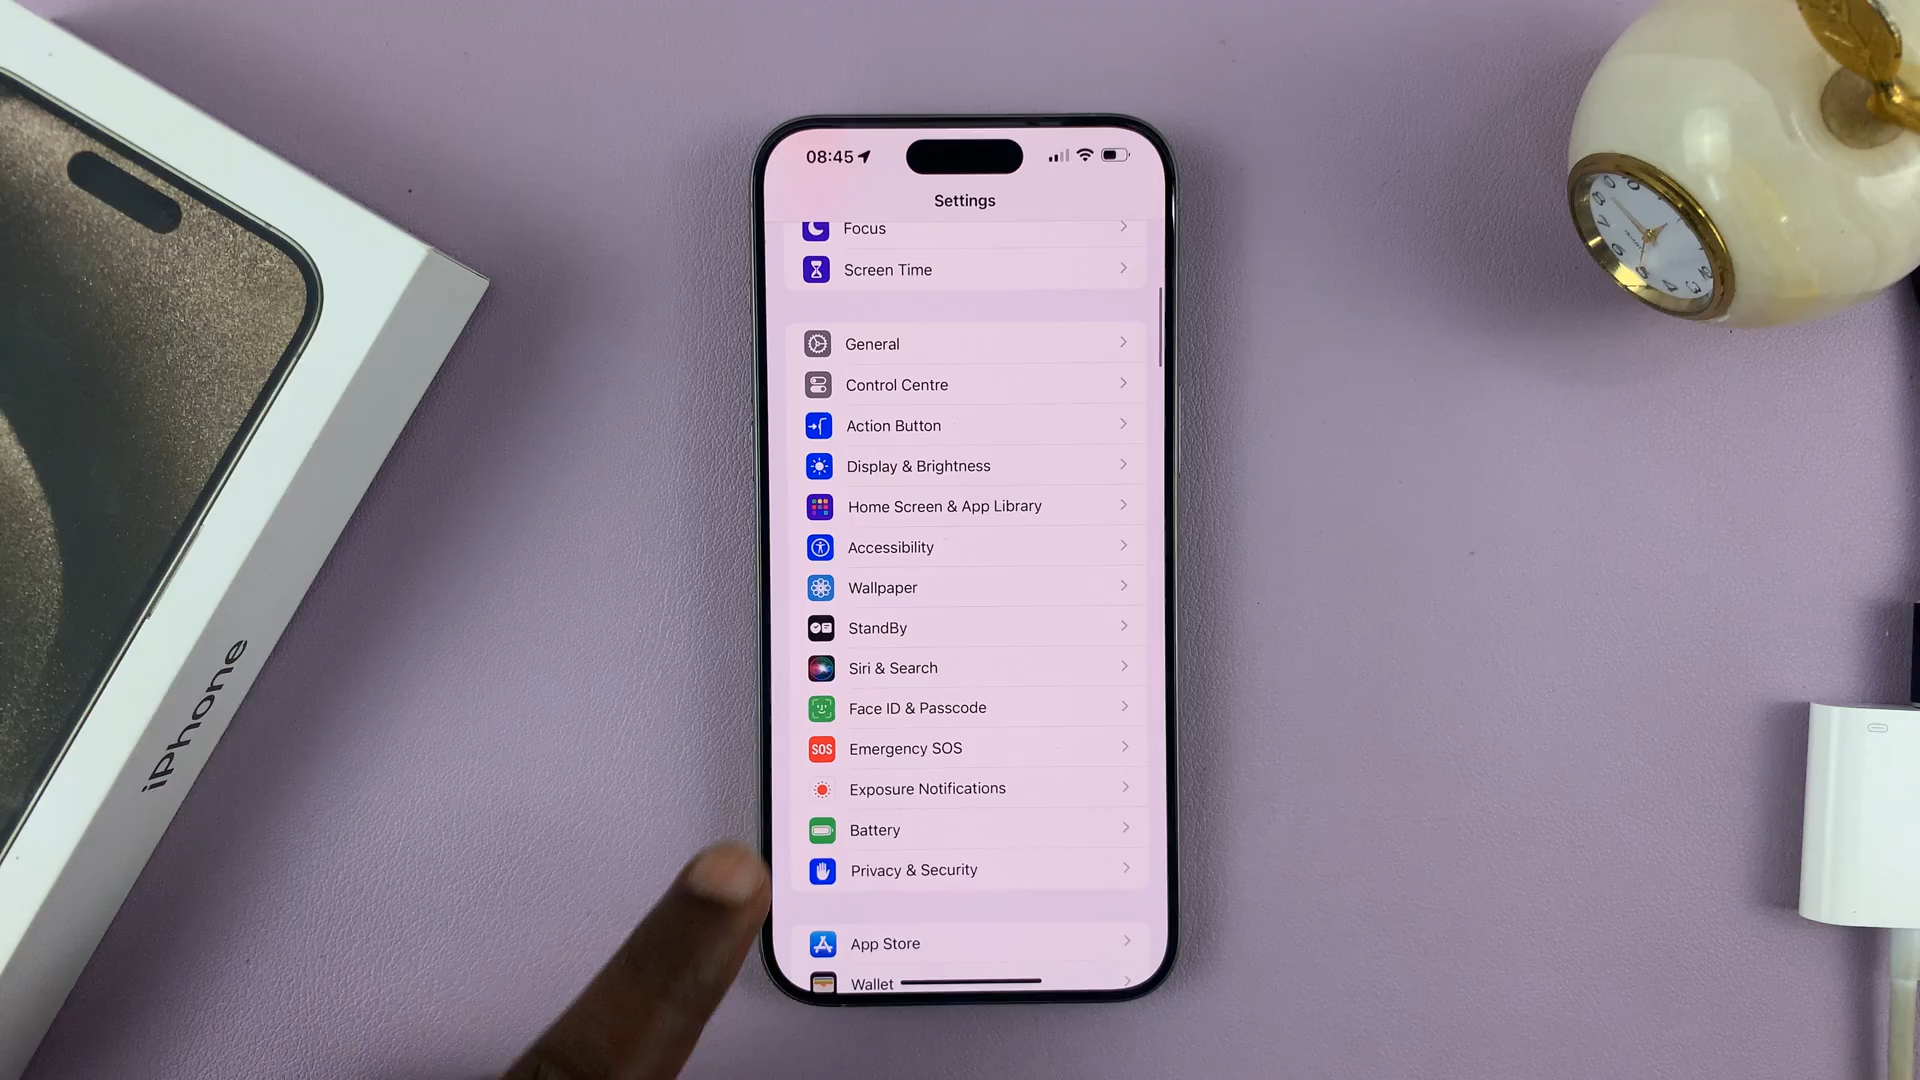 08:45
Settings
Focus
Screen Time
General
Control Centre
Action Button
Display & Brightness
Home Screen & App Library
Accessibility
Wallpaper
StandBy
Siri & Search
Face ID & Passcode
SOS
Emergency SOS
Exposure Notifications
Battery
Privacy & Security
App Store
Wallet
iPhone